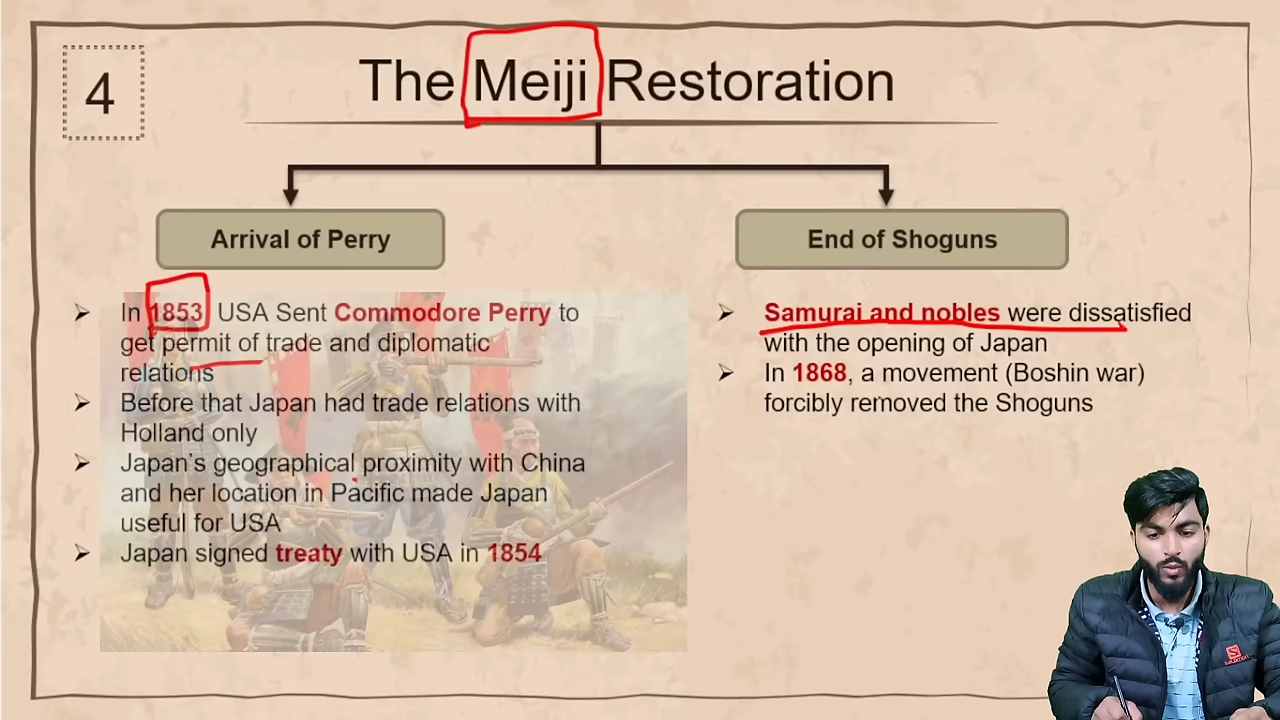 4
The Meiji Restoration
Arrival of Perry
➢ In 1853, USA Sent Commodore Perry to
get permit of trade and diplomatic
relations
➢ Before that Japan had trade relations with
Holland only
➢ Japan's geographical proximity with China
and her location in Pacific made Japan
useful for USA
➢ Japan signed treaty with USA in 1854
End of Shoguns
➢ Samurai and nobles were dissatisfied
with the opening of Japan
➢ In 1868, a movement (Boshin war)
forcibly removed the Shoguns
S
SALOMON